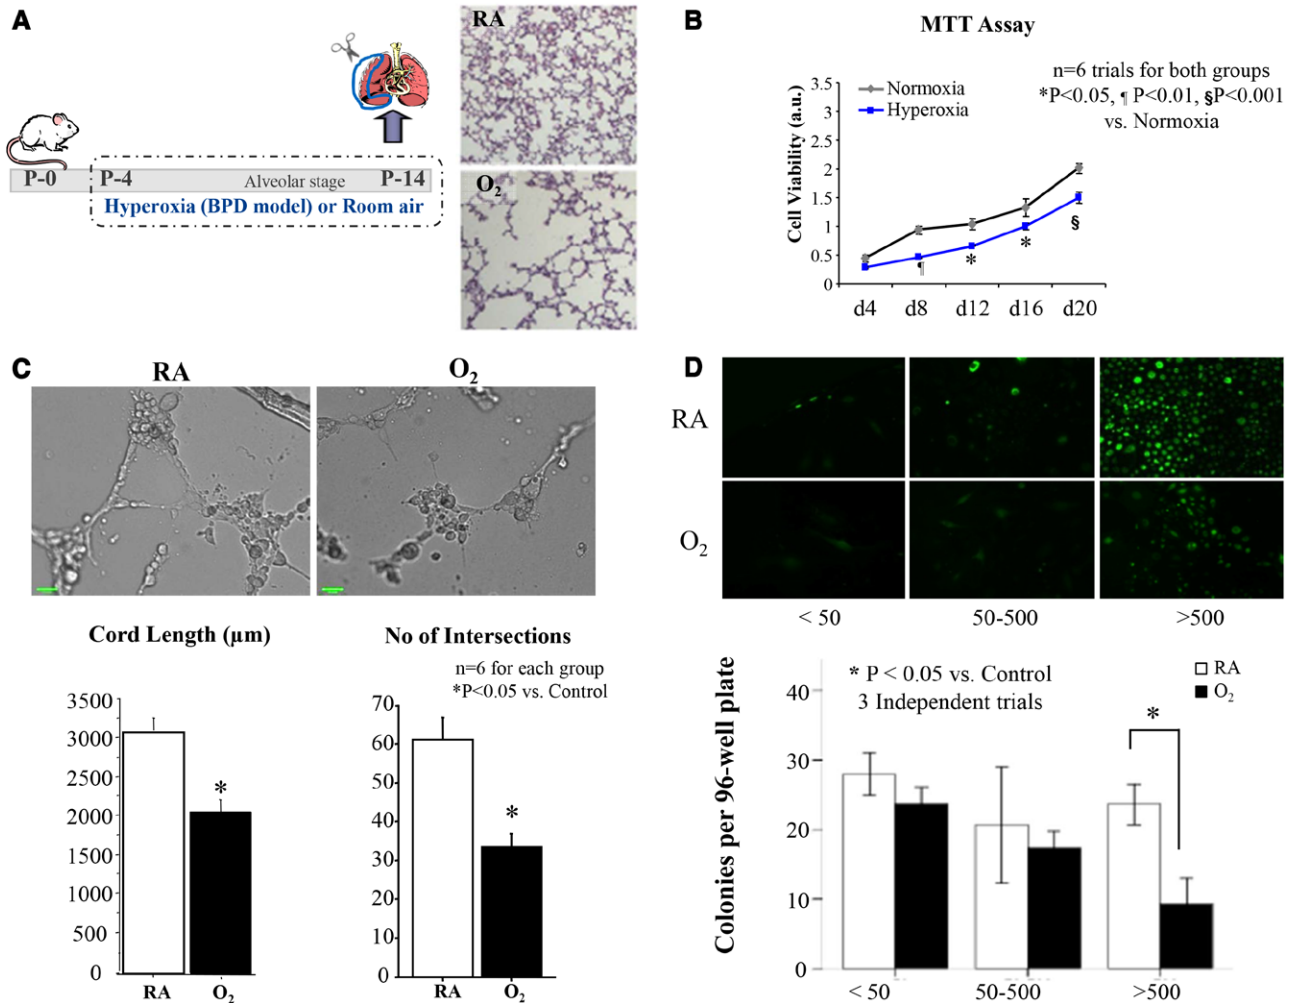 A
RA
P-0
P-4
Alveolar stage
P-14
Hyperoxia (BPD model) or Room air
O2
B
MTT Assay
n=6 trials for both groups
*P<0.05, ¶ P<0.01, §P<0.001
vs. Normoxia
Normoxia
Hyperoxia
Cell Viability (a.u.)
3.5
3
2.5
2
1.5
1
0.5
0
¶
*
*
§
d4
d8
d12
d16
d20
C
RA
O2
Cord Length (µm)
3500
3000
2500
2000
1500
1000
500
0
*
RA
O2
No of Intersections
n=6 for each group
*P<0.05 vs. Control
70
60
50
40
30
20
10
0
*
RA
O2
D
RA
O2
< 50
50-500
>500
Colonies per 96-well plate
* P < 0.05 vs. Control
3 Independent trials
RA
O2
*
40
30
20
10
0
< 50
50-500
>500